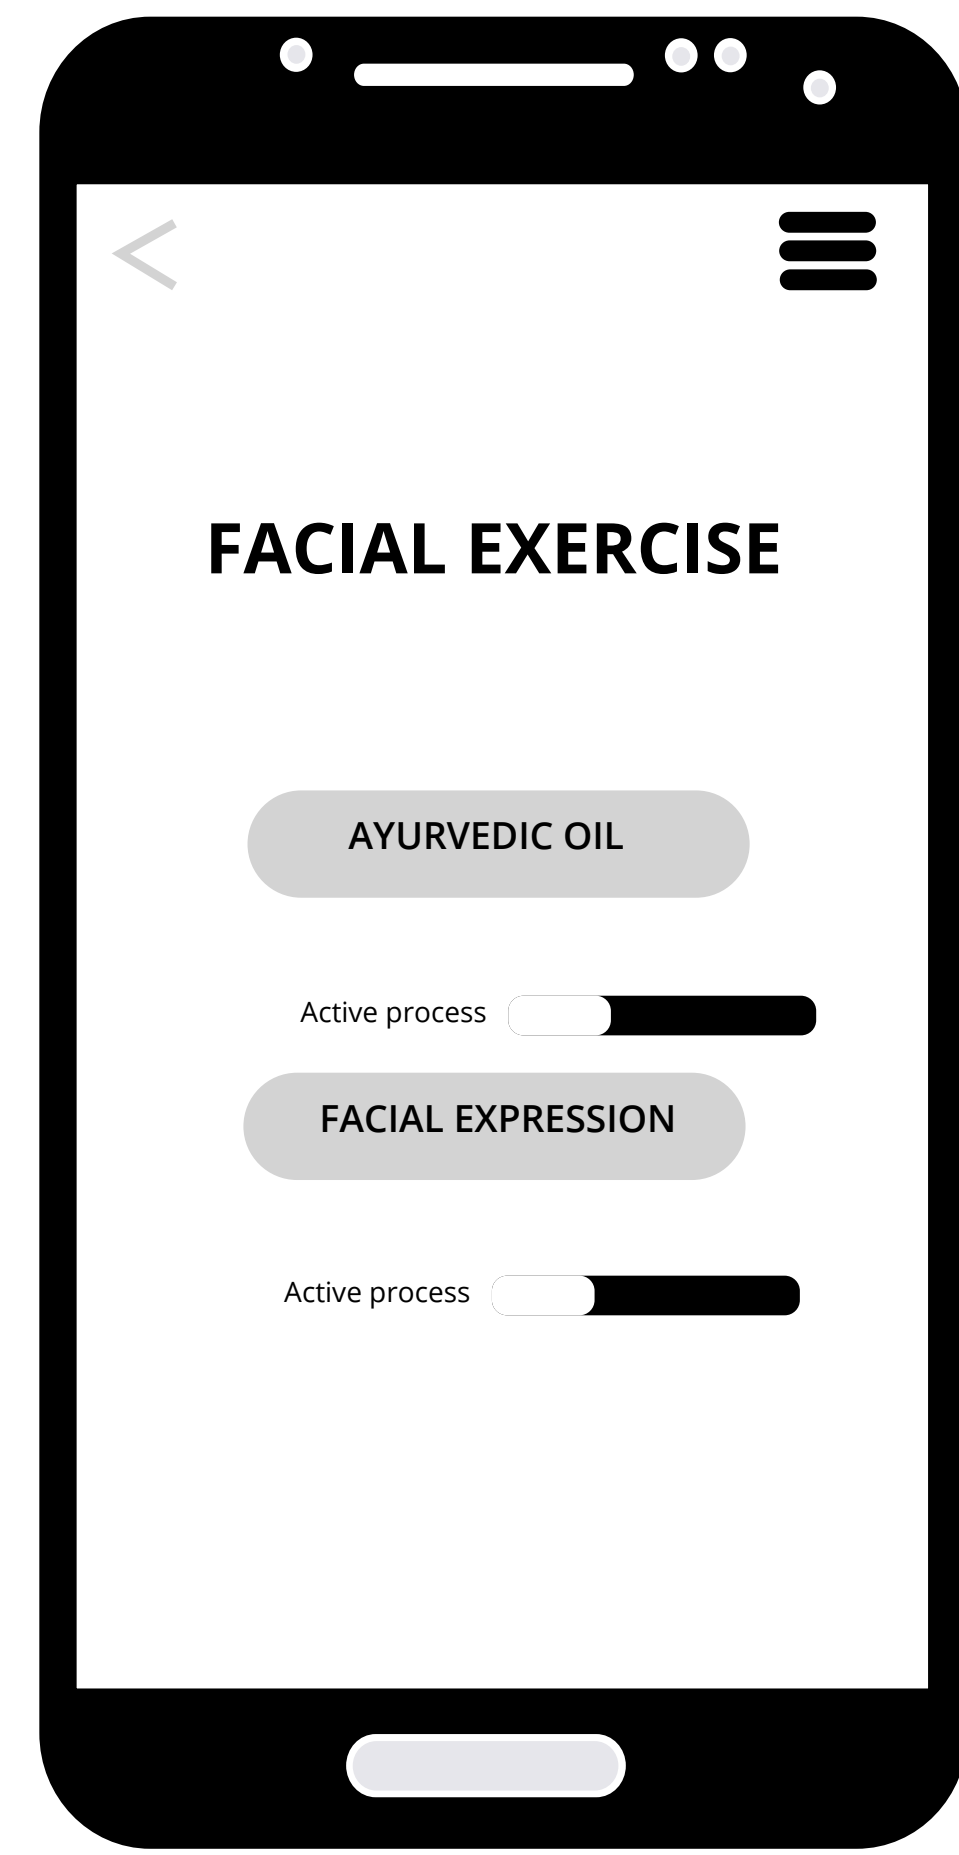 FACIAL EXERCISE
AYURVEDIC OIL
Active process
FACIAL EXPRESSION
Active process